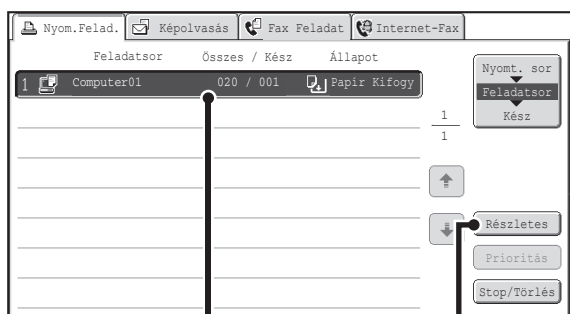 Nyom.Felad. Képolvasás Fax Feladat Internet-Fax
Feladatsor Összes / Kész Állapot
1 Computer01 020 / 001 Papír Kifogy
1
1
Nyomt. sor
Feladatsor
Kész
Részletes
Prioritás
Stop/Törlés